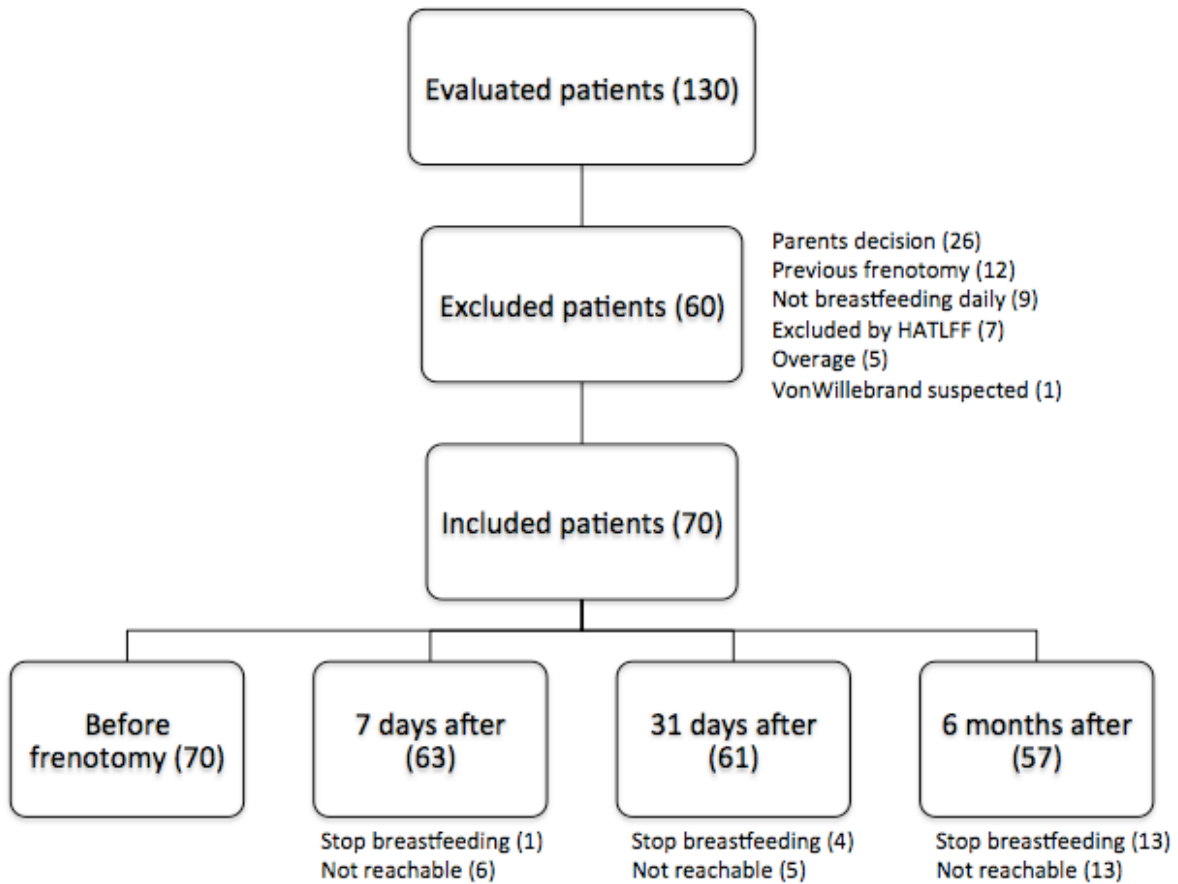 Evaluated patients (130)
Excluded patients (60)
Parents decision (26)
Previous frenotomy (12)
Not breastfeeding daily (9)
Excluded by HATLFF (7)
Overage (5)
VonWillebrand suspected (1)
Included patients (70)
Before
frenotomy (70)
7 days after
(63)
Stop breastfeeding (1)
Not reachable (6)
31 days after
(61)
Stop breastfeeding (4)
Not reachable (5)
6 months after
(57)
Stop breastfeeding (13)
Not reachable (13)